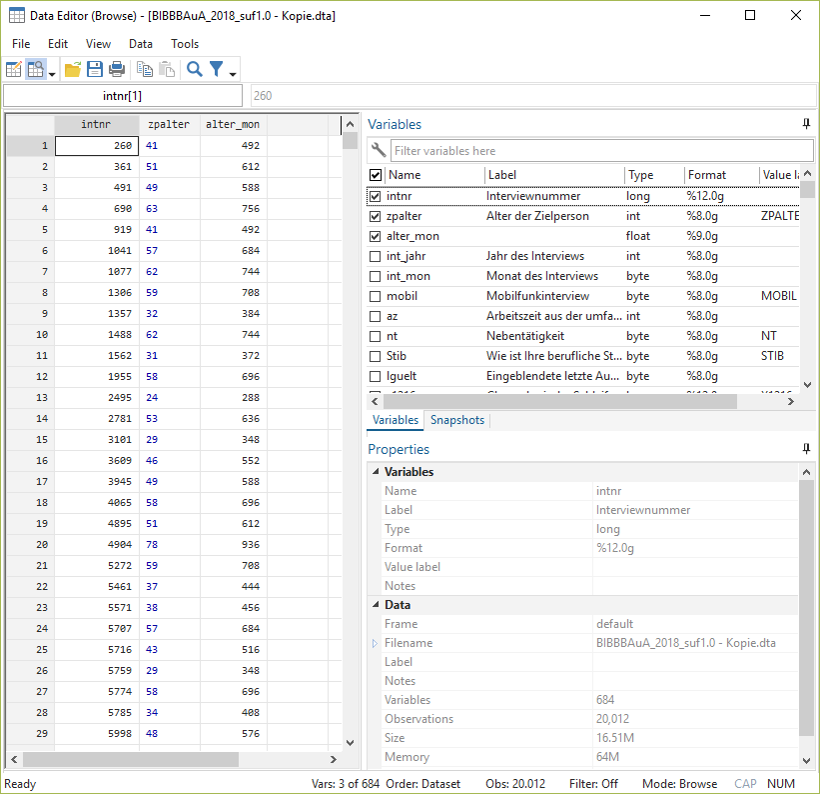 Data Editor (Browse) - [BIBBBAuA_2018_suf1.0 - Kopie.dta]
File Edit View Data Tools
intnr[1] 260
intnr zpalter alter_mon
1 260 41 492
2 361 51 612
3 491 49 588
4 690 63 756
5 919 41 492
6 1041 57 684
7 1077 62 744
8 1306 59 708
9 1357 32 384
10 1488 62 744
11 1562 31 372
12 1955 58 696
13 2495 24 288
14 2781 53 636
15 3101 29 348
16 3609 46 552
17 3945 49 588
18 4065 58 696
19 4895 51 612
20 4904 78 936
21 5272 59 708
22 5461 37 444
23 5571 38 456
24 5707 57 684
25 5716 43 516
26 5759 29 348
27 5774 58 696
28 5785 34 408
29 5998 48 576
Variables
Filter variables here
Name Label Type Format Value la
intnr Interviewnummer long %12.0g
zpalter Alter der Zielperson int %8.0g ZPALTE
alter_mon float %9.0g
int_jahr Jahr des Interviews int %8.0g
int_mon Monat des Interviews byte %8.0g
mobil Mobilfunkinterview byte %8.0g MOBIL
az Arbeitszeit aus der umfa... int %8.0g
nt Nebentätigkeit byte %8.0g NT
Stib Wie ist Ihre berufliche St... byte %8.0g STIB
lguelt Eingeblendete letzte Au... byte %8.0g
Variables Snapshots
Properties
Variables
Name intnr
Label Interviewnummer
Type long
Format %12.0g
Value label
Notes
Data
Frame default
Filename BIBBBAuA_2018_suf1.0 - Kopie.dta
Label
Notes
Variables 684
Observations 20,012
Size 16.51M
Memory 64M
Ready Vars: 3 of 684 Order: Dataset Obs: 20.012 Filter: Off Mode: Browse CAP NUM